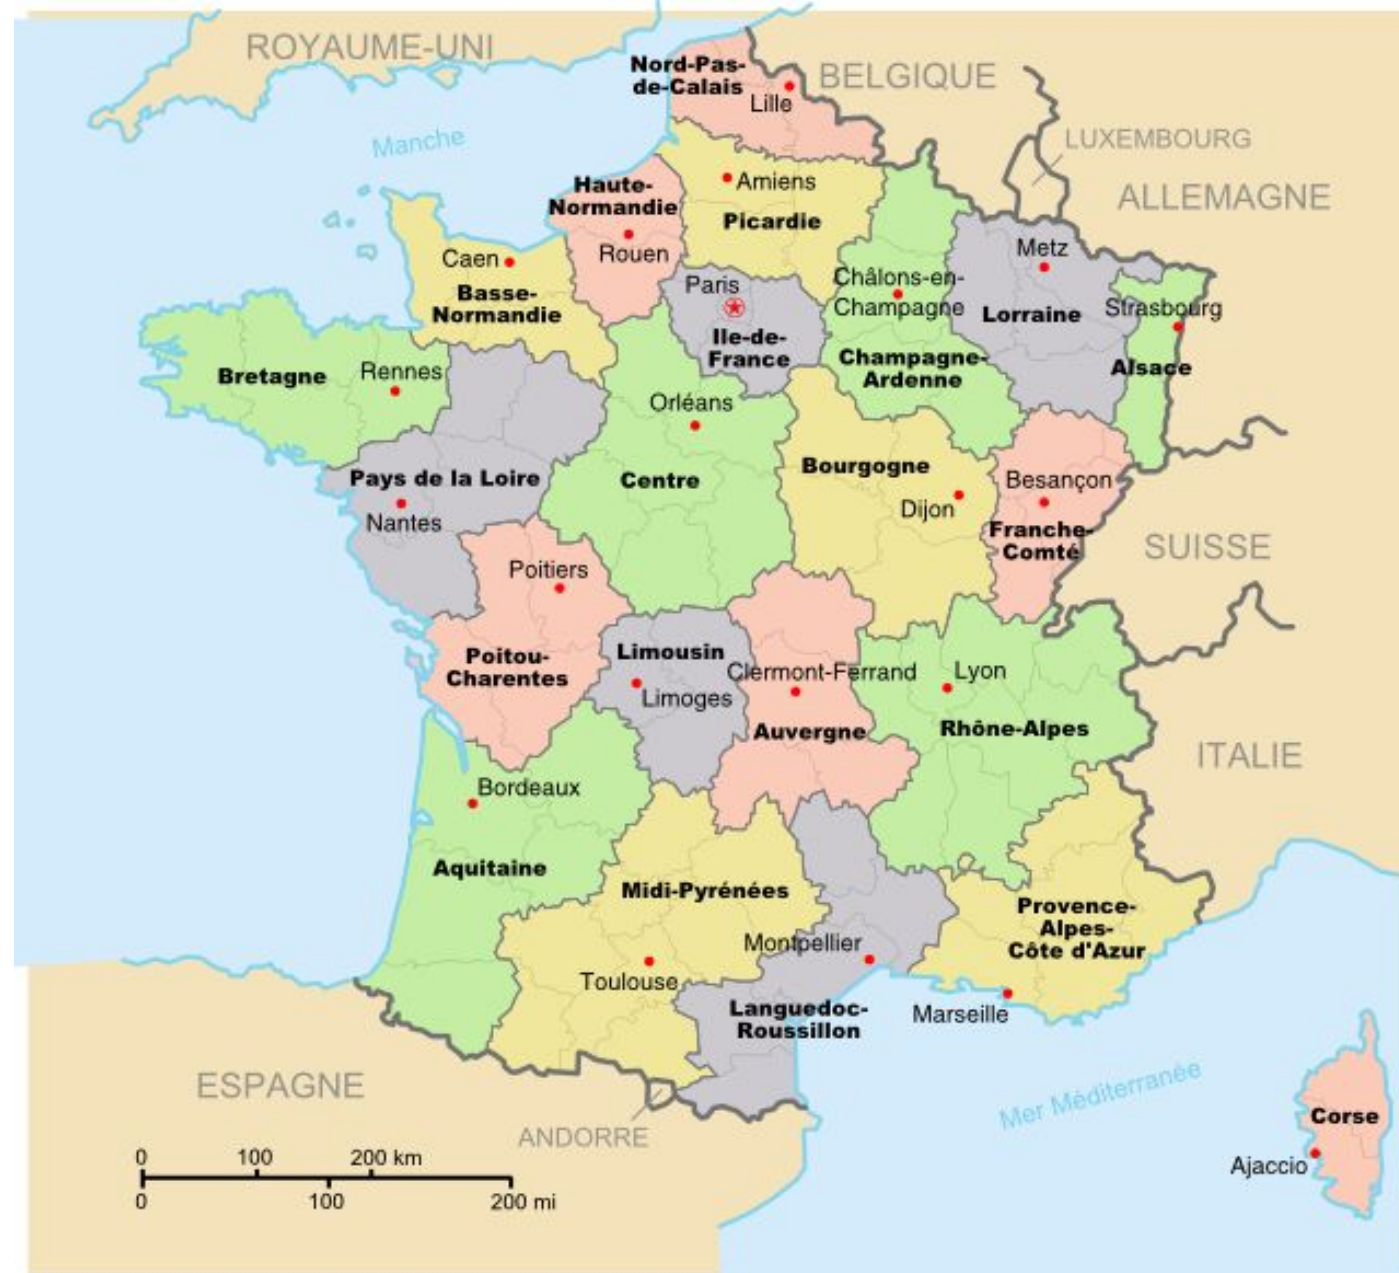 ROYAUME-UNI
Nord-Pas-
de-Calais
Lille
BELGIQUE
Manche
LUXEMBOURG
ALLEMAGNE
Haute-
Normandie
Rouen
Amiens
Picardie
Caen
Basse-
Normandie
Paris
Ile-de-
France
Châlons-en-
Champagne
Champagne-
Ardenne
Metz
Lorraine
Strasbourg
Alsace
Bretagne
Rennes
Orléans
Centre
Pays de la Loire
Nantes
Bourgogne
Dijon
Besançon
Franche-
Comté
SUISSE
Poitiers
Poitou-
Charentes
Limousin
Limoges
Clermont-Ferrand
Auvergne
Lyon
Rhône-Alpes
ITALIE
Bordeaux
Aquitaine
Midi-Pyrénées
Toulouse
Montpellier
Languedoc-
Roussillon
Provence-
Alpes-
Côte d'Azur
Marseille
Mer Méditerranée
ESPAGNE
ANDORRE
Corse
Ajaccio
0 100 200 km
0 100 200 mi